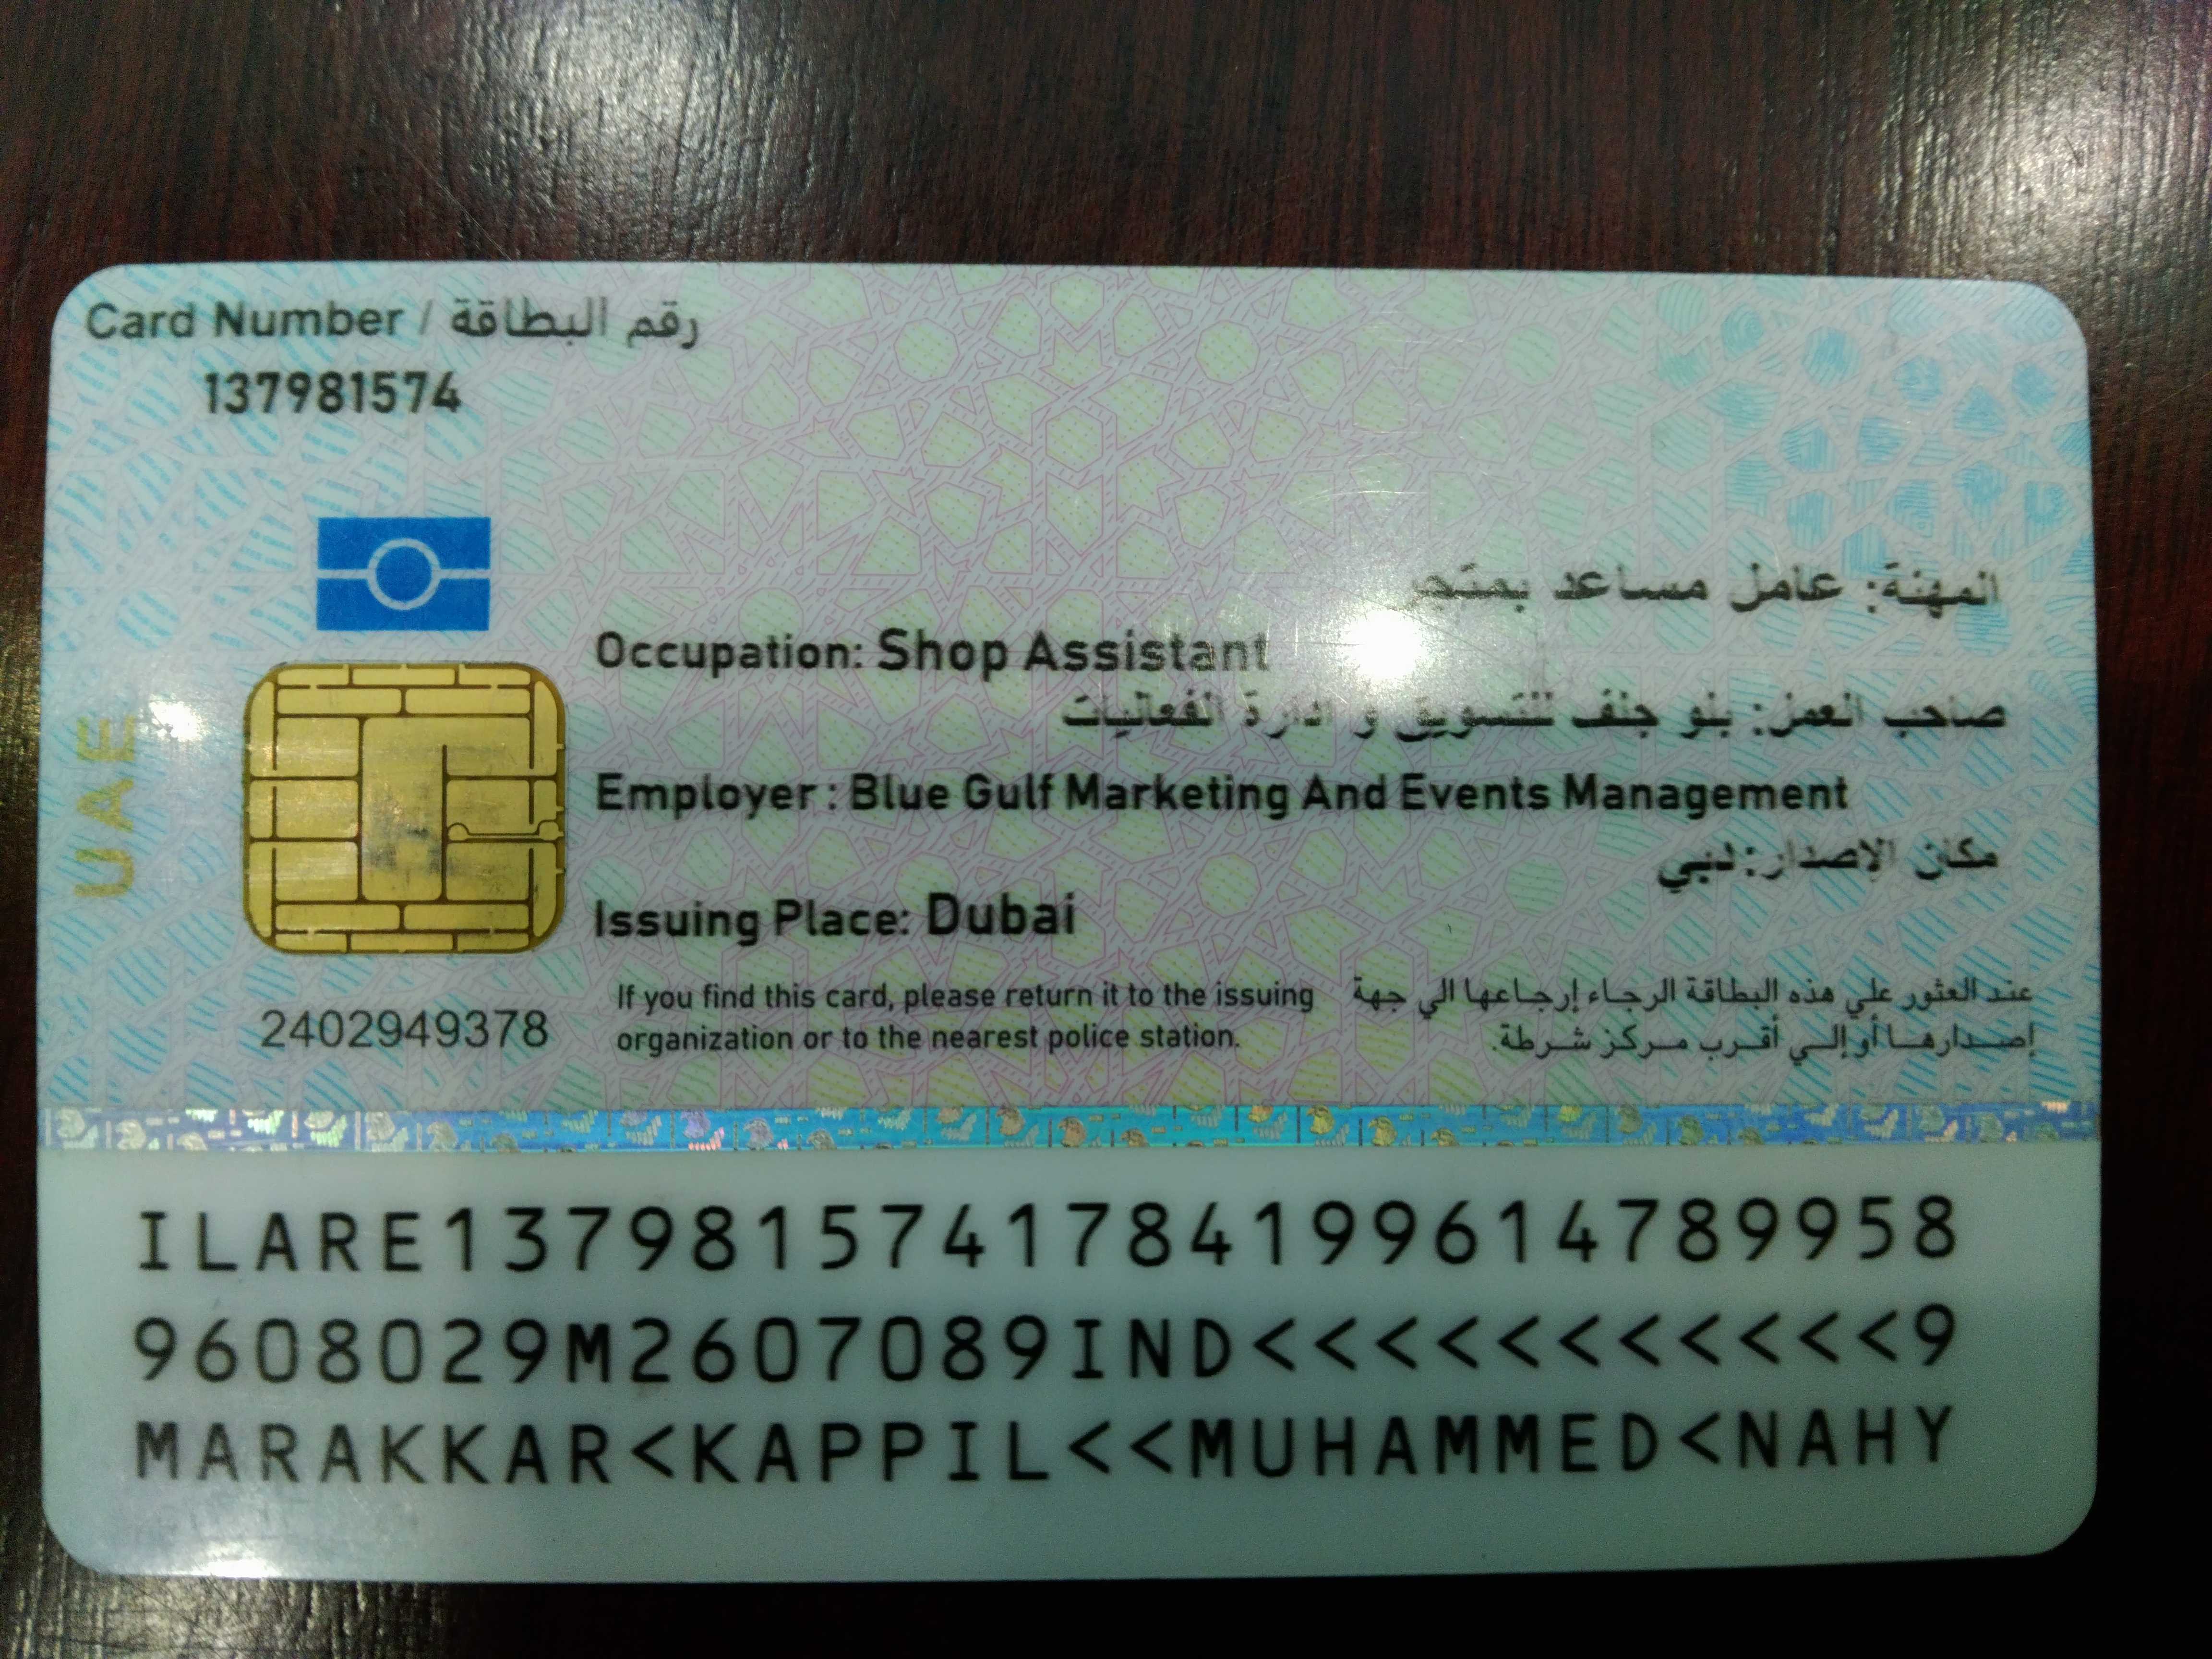 Card Number / رقم البطاقة
137981574
المهنة: عامل مساعد بمتجر
Occupation: Shop Assistant
صاحب العمل: بلو جلف للتسويق و ادارة الفعاليات
Employer : Blue Gulf Marketing And Events Management
مكان الإصدار: دبي
Issuing Place: Dubai
UAE
2402949378
If you find this card, please return it to the issuing
organization or to the nearest police station.
عند العثور علي هذه البطاقة الرجاء إرجاعها الي جهة
إصدارها أو إلي أقرب مركز شرطة.
ILARE1379815741784199614789958
9608029M2607089IND<<<<<<<<<<<9
MARAKKAR<KAPPIL<<MUHAMMED<NAHY